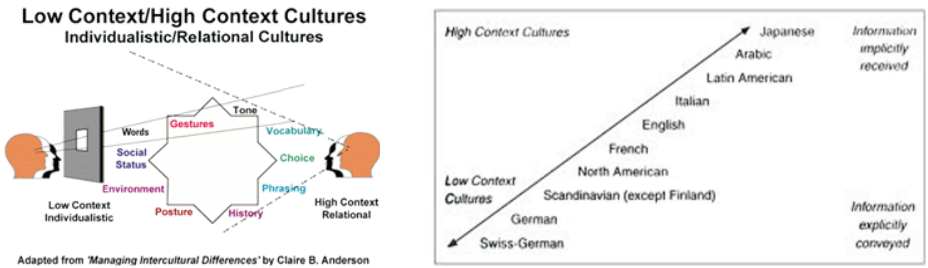 Low Context/High Context Cultures
Individualistic/Relational Cultures
Tone
Gestures
Words
Vocabulary
Social
Status
Choice
Environment
Phrasing
Low Context
Individualistic
Posture
History
High Context
Relational
Adapted from 'Managing Intercultural Differences' by Claire B. Anderson
High Context Cultures
Japanese
Information
implicitly
received
Arabic
Latin American
Italian
English
French
North American
Low Context
Cultures
Scandinavian (except Finland)
German
Swiss-German
Information
explicitly
conveyed